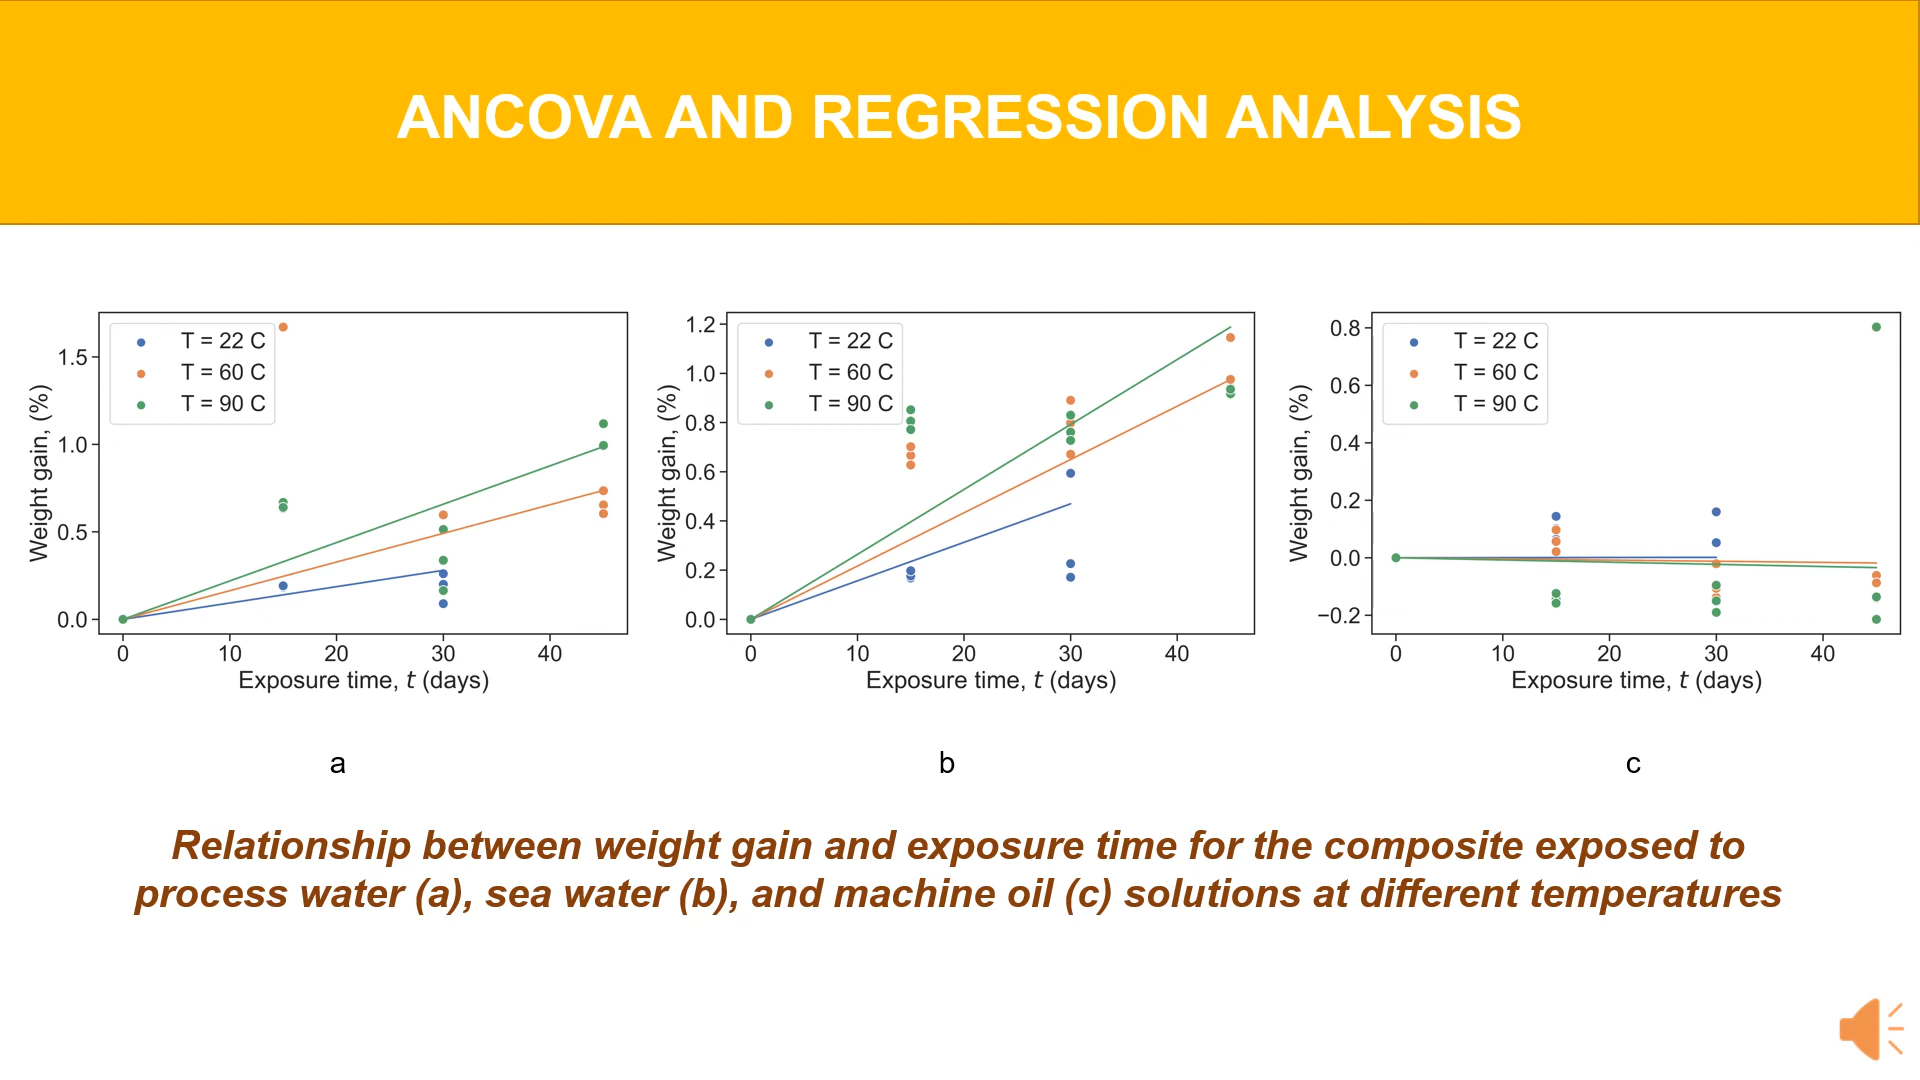 ANCOVA AND REGRESSION ANALYSIS
T = 22 C
T = 60 C
T = 90 C
Weight gain, (%)
1.5
1.0
0.5
0.0
0 10 20 30 40
Exposure time, t (days)
a
T = 22 C
T = 60 C
T = 90 C
Weight gain, (%)
1.2
1.0
0.8
0.6
0.4
0.2
0.0
0 10 20 30 40
Exposure time, t (days)
b
T = 22 C
T = 60 C
T = 90 C
Weight gain, (%)
0.8
0.6
0.4
0.2
0.0
−0.2
0 10 20 30 40
Exposure time, t (days)
c
Relationship between weight gain and exposure time for the composite exposed to
process water (a), sea water (b), and machine oil (c) solutions at different temperatures